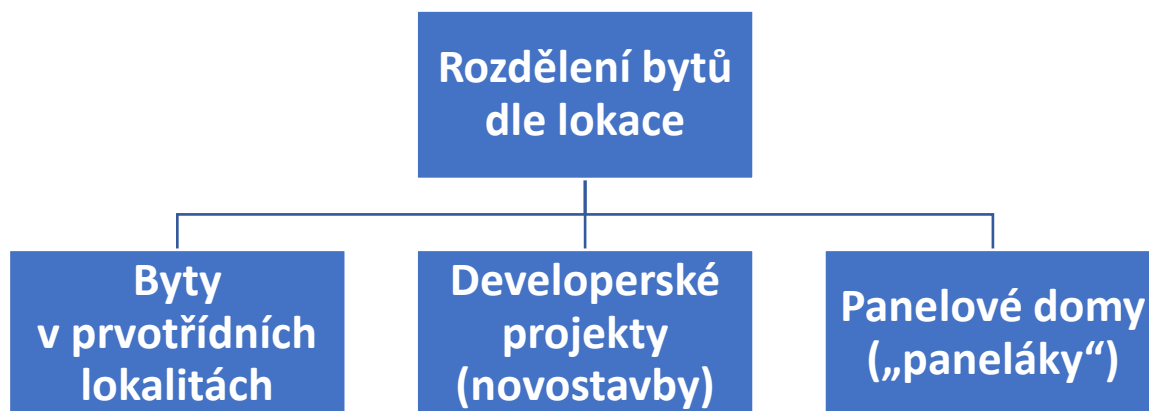 Rozdělení bytů
dle lokace
Byty
v prvotřídních
lokalitách
Developerské
projekty
(novostavby)
Panelové domy
(„paneláky“)